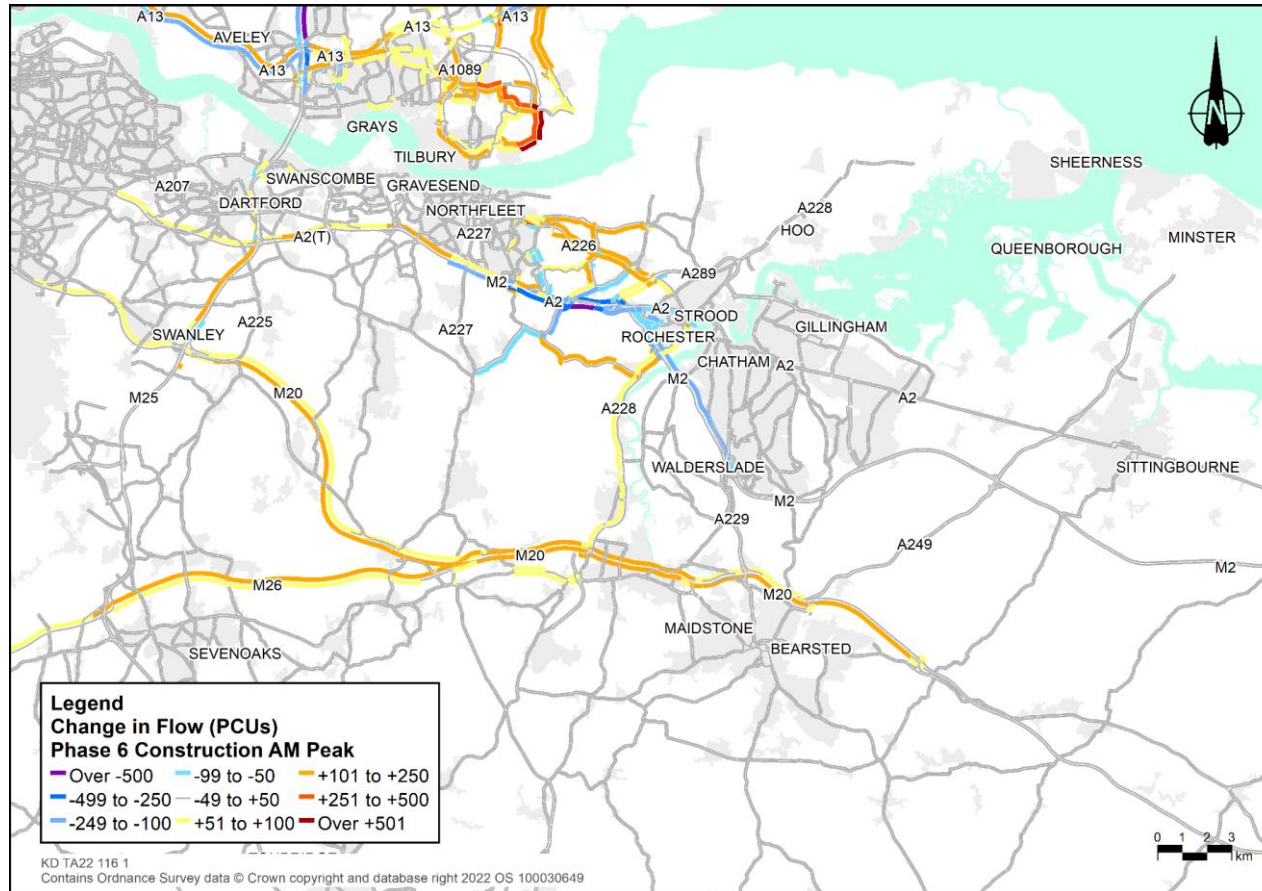 A13
A13
A13
AVELEY
A13
A13
A1089
GRAYS
TILBURY
SHEERNESS
A207
SWANSCOMBE
GRAVESEND
DARTFORD
NORTHFLEET
A228
HOO
A2(T)
A227
A226
QUEENBOROUGH
MINSTER
M2
A289
A2
A2
STROOD
GILLINGHAM
SWANLEY
A225
A227
ROCHESTER
CHATHAM
A2
M25
M20
M2
A2
A228
WALDERSLADE
SITTINGBOURNE
M2
A229
A249
M20
M2
M26
M20
MAIDSTONE
BEARSTED
SEVENOAKS
N
Legend
Change in Flow (PCUs)
Phase 6 Construction AM Peak
Over -500 -99 to -50 +101 to +250
-499 to -250 -49 to +50 +251 to +500
-249 to -100 +51 to +100 Over +501
0 1 2 3
km
KD TA22 116 1
Contains Ordnance Survey data © Crown copyright and database right 2022 OS 100030649